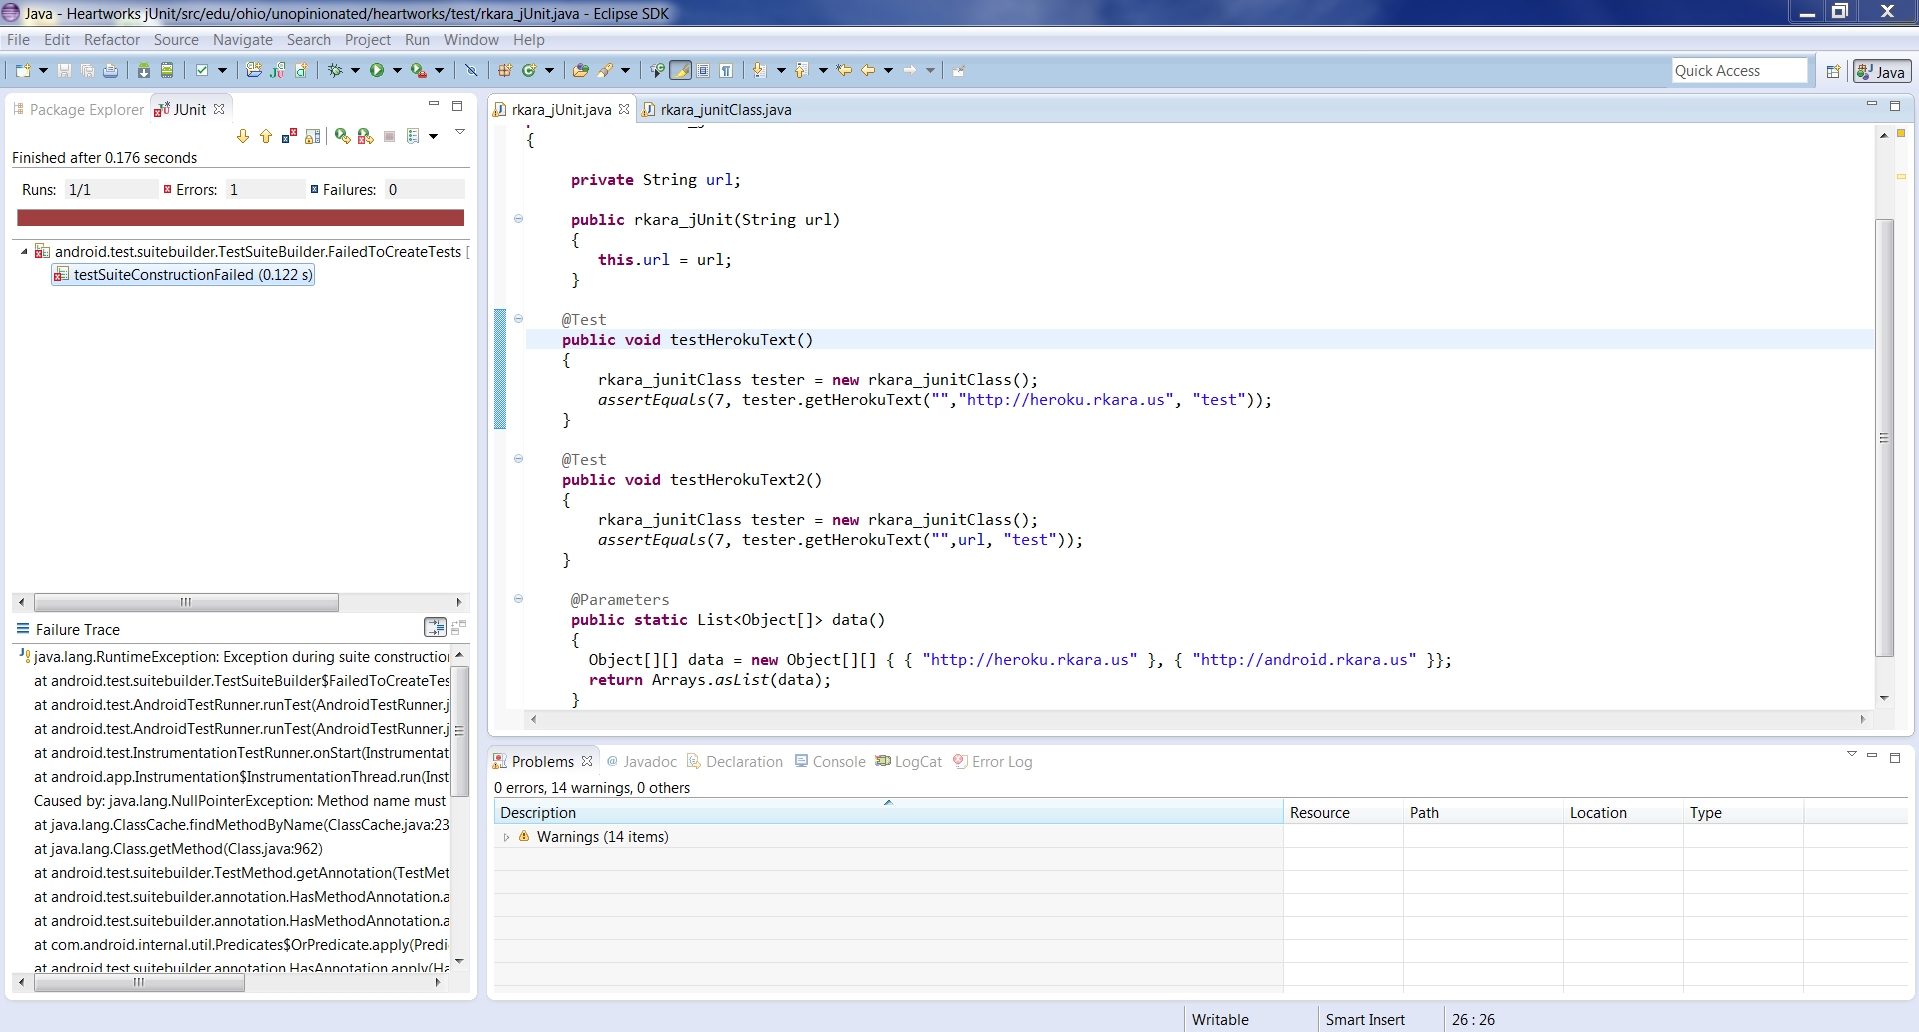 Java - Heartworks jUnit/src/edu/ohio/unopinionated/heartworks/test/rkara_jUnit.java - Eclipse SDK
File Edit Refactor Source Navigate Search Project Run Window Help
Quick Access
Java
Package Explorer JUnit
Finished after 0.176 seconds
Runs: 1/1 Errors: 1 Failures: 0
android.test.suitebuilder.TestSuiteBuilder.FailedToCreateTests [
testSuiteConstructionFailed (0.122 s)
Failure Trace
java.lang.RuntimeException: Exception during suite constructio
at android.test.suitebuilder.TestSuiteBuilder$FailedToCreateTes
at android.test.AndroidTestRunner.runTest(AndroidTestRunner.j
at android.test.AndroidTestRunner.runTest(AndroidTestRunner.j
at android.test.InstrumentationTestRunner.onStart(Instrumentat
at android.app.Instrumentation$InstrumentationThread.run(Inst
Caused by: java.lang.NullPointerException: Method name must
at java.lang.ClassCache.findMethodByName(ClassCache.java:23
at java.lang.Class.getMethod(Class.java:962)
at android.test.suitebuilder.TestMethod.getAnnotation(TestMet
at android.test.suitebuilder.annotation.HasMethodAnnotation.a
at android.test.suitebuilder.annotation.HasMethodAnnotation.a
at com.android.internal.util.Predicates$OrPredicate.apply(Predi
at android.test.suitebuilder.annotation.HasAnnotation.apply(Ha
rkara_jUnit.java rkara_junitClass.java
{
private String url;
public rkara_jUnit(String url)
{
this.url = url;
}
@Test
public void testHerokuText()
{
rkara_junitClass tester = new rkara_junitClass();
assertEquals(7, tester.getHerokuText("","http://heroku.rkara.us", "test"));
}
@Test
public void testHerokuText2()
{
rkara_junitClass tester = new rkara_junitClass();
assertEquals(7, tester.getHerokuText("",url, "test"));
}
@Parameters
public static List<Object[]> data()
{
Object[][] data = new Object[][] { { "http://heroku.rkara.us" }, { "http://android.rkara.us" }};
return Arrays.asList(data);
}
Problems @ Javadoc Declaration Console LogCat Error Log
0 errors, 14 warnings, 0 others
Description Resource Path Location Type
Warnings (14 items)
Writable Smart Insert 26 : 26